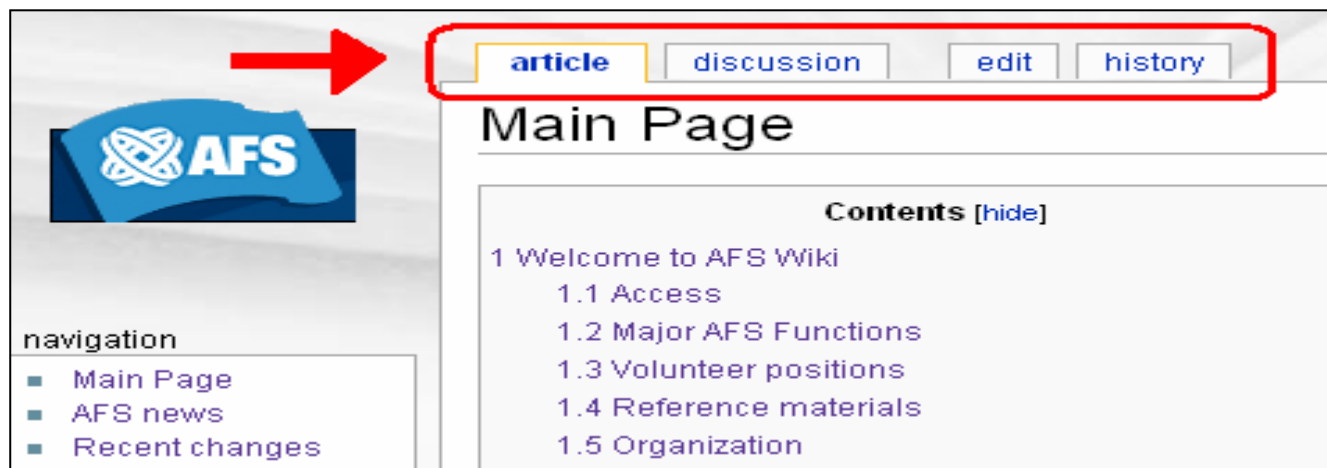 article discussion edit history
AFS
Main Page
Contents [hide]
1 Welcome to AFS Wiki
1.1 Access
1.2 Major AFS Functions
1.3 Volunteer positions
1.4 Reference materials
1.5 Organization
navigation
Main Page
AFS news
Recent changes